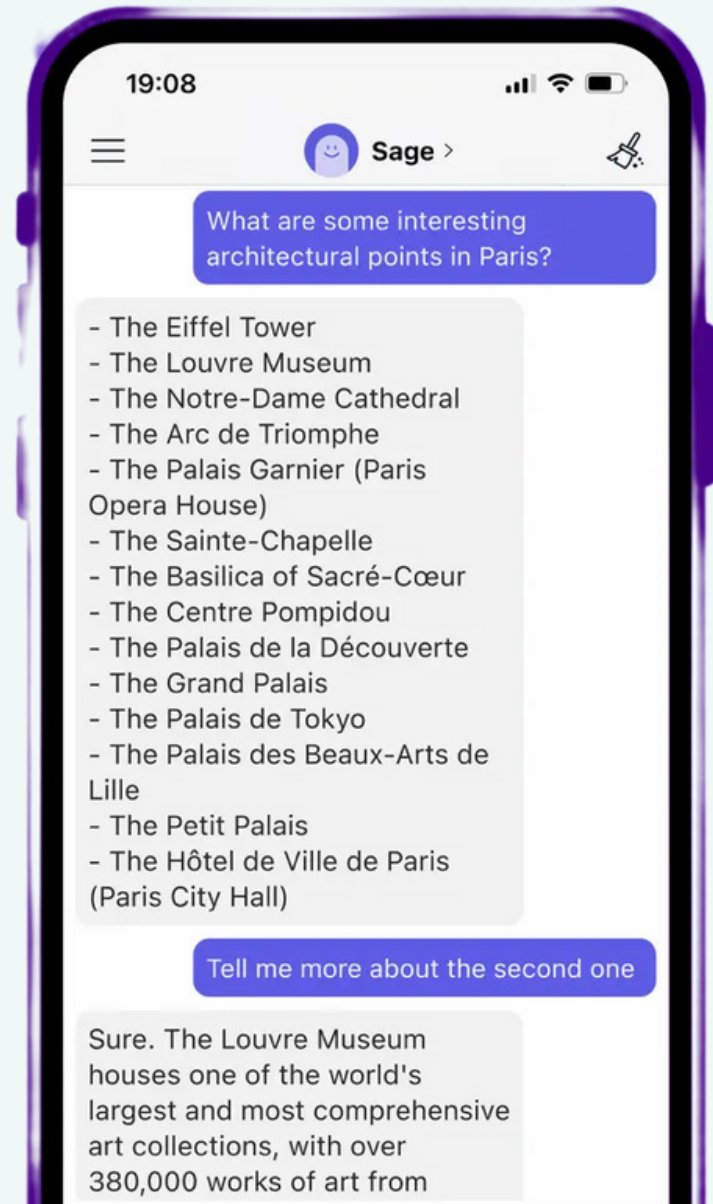 19:08
Sage >
What are some interesting
architectural points in Paris?
- The Eiffel Tower
- The Louvre Museum
- The Notre-Dame Cathedral
- The Arc de Triomphe
- The Palais Garnier (Paris
Opera House)
- The Sainte-Chapelle
- The Basilica of Sacré-Cœur
- The Centre Pompidou
- The Palais de la Découverte
- The Grand Palais
- The Palais de Tokyo
- The Palais des Beaux-Arts de
Lille
- The Petit Palais
- The Hôtel de Ville de Paris
(Paris City Hall)
Tell me more about the second one
Sure. The Louvre Museum
houses one of the world's
largest and most comprehensive
art collections, with over
380,000 works of art from